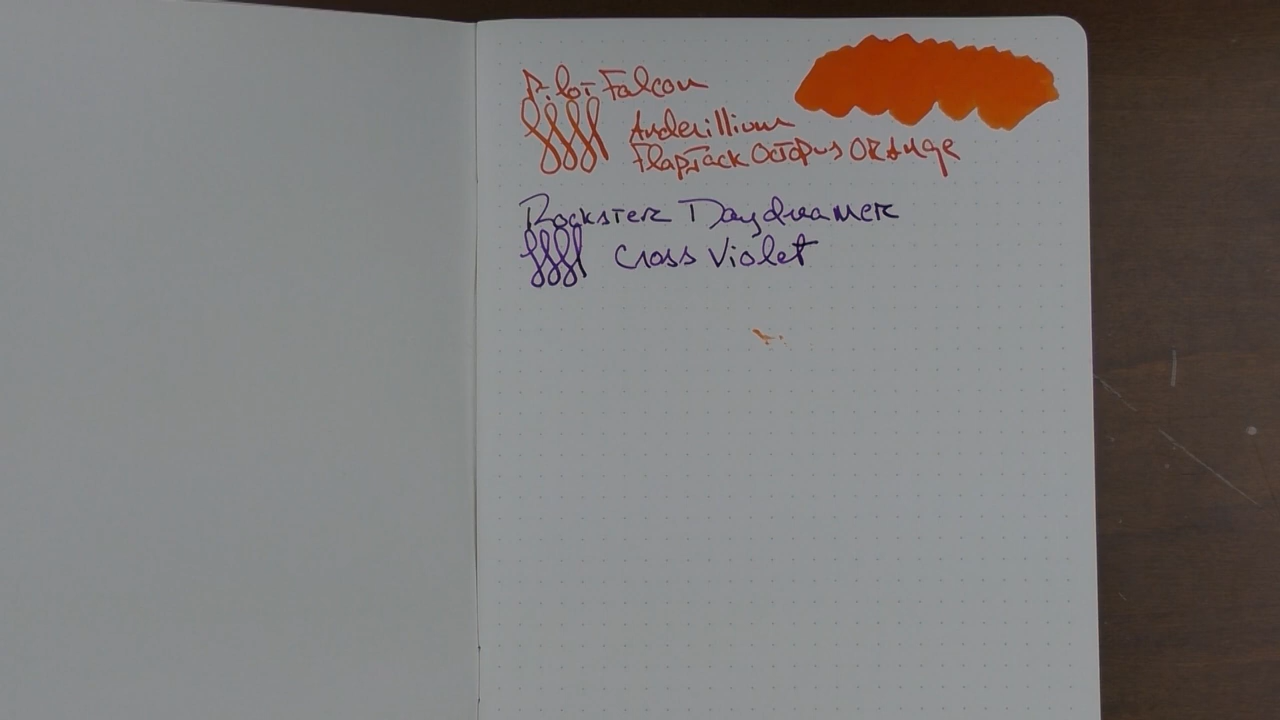 Pilot Falcon
Anderillium
Flapjack Octopus Orange
Rockster Daydreamer
Cross Violet